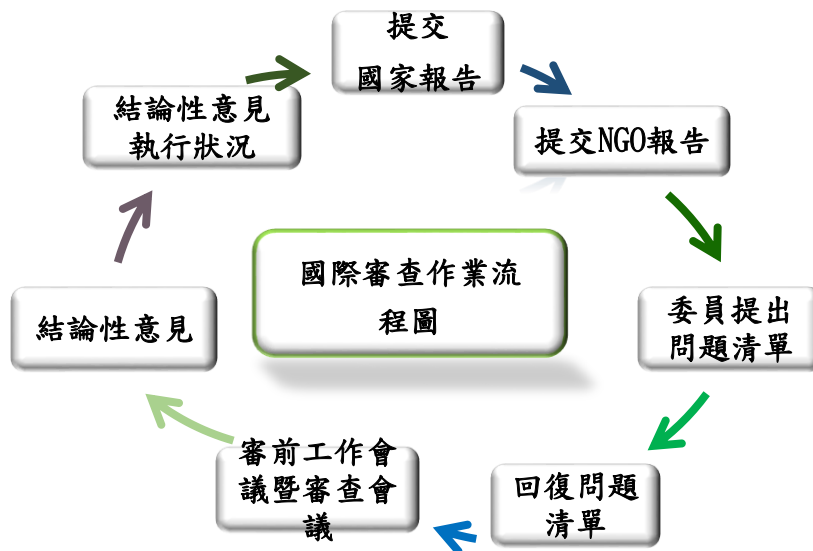 提交
國家報告
提交NGO報告
委員提出
問題清單
回復問題
清單
審前工作會
議暨審查會
議
結論性意見
結論性意見
執行狀況
國際審查作業流
程圖